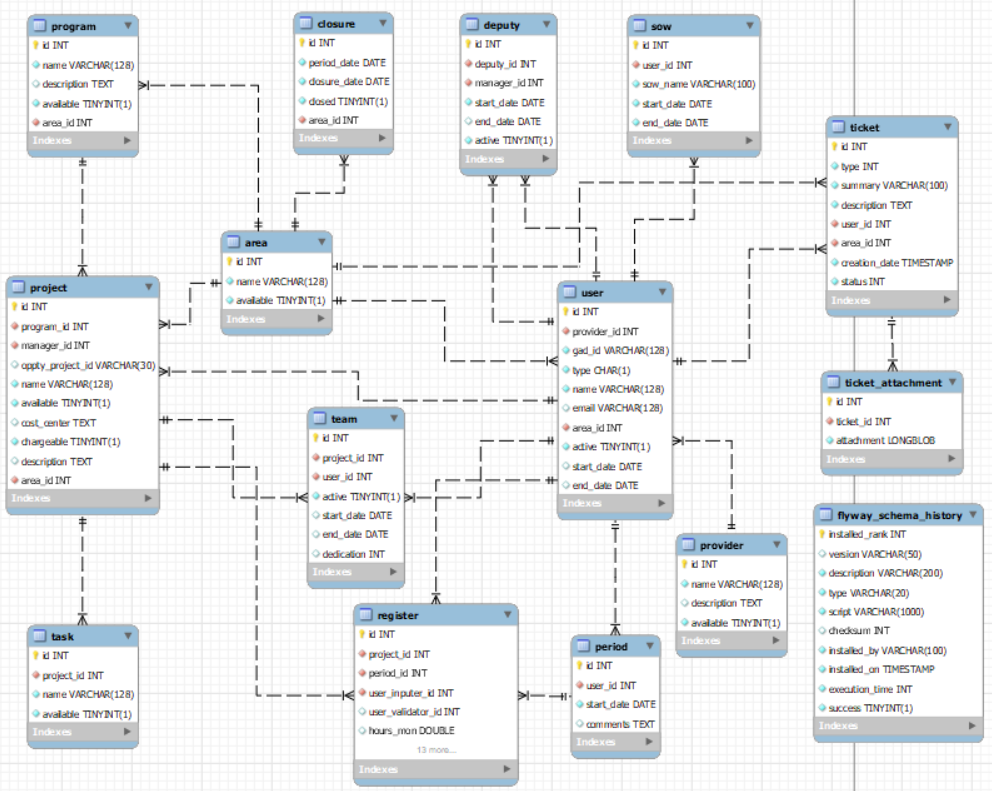 program
id INT
name VARCHAR(128)
description TEXT
available TINYINT(1)
area_id INT
Indexes
closure
id INT
period_date DATE
closure_date DATE
closed TINYINT(1)
area_id INT
Indexes
deputy
id INT
deputy_id INT
manager_id INT
start_date DATE
end_date DATE
active TINYINT(1)
Indexes
sow
id INT
user_id INT
sow_name VARCHAR(100)
start_date DATE
end_date DATE
Indexes
ticket
id INT
type INT
summary VARCHAR(100)
description TEXT
user_id INT
area_id INT
creation_date TIMESTAMP
status INT
Indexes
area
id INT
name VARCHAR(128)
available TINYINT(1)
Indexes
project
id INT
program_id INT
manager_id INT
oppty_project_id VARCHAR(30)
name VARCHAR(128)
available TINYINT(1)
cost_center TEXT
chargeable TINYINT(1)
description TEXT
area_id INT
Indexes
user
id INT
provider_id INT
gad_id VARCHAR(128)
type CHAR(1)
name VARCHAR(128)
email VARCHAR(128)
area_id INT
active TINYINT(1)
start_date DATE
end_date DATE
Indexes
ticket_attachment
id INT
ticket_id INT
attachment LONGBLOB
Indexes
team
id INT
project_id INT
user_id INT
active TINYINT(1)
start_date DATE
end_date DATE
dedication INT
Indexes
flyway_schema_history
installed_rank INT
version VARCHAR(50)
description VARCHAR(200)
type VARCHAR(20)
script VARCHAR(1000)
checksum INT
installed_by VARCHAR(100)
installed_on TIMESTAMP
execution_time INT
success TINYINT(1)
Indexes
provider
id INT
name VARCHAR(128)
description TEXT
available TINYINT(1)
Indexes
task
id INT
project_id INT
name VARCHAR(128)
available TINYINT(1)
Indexes
register
id INT
project_id INT
period_id INT
user_inputer_id INT
user_validator_id INT
hours_mon DOUBLE
13 more...
Indexes
period
id INT
user_id INT
start_date DATE
comments TEXT
Indexes